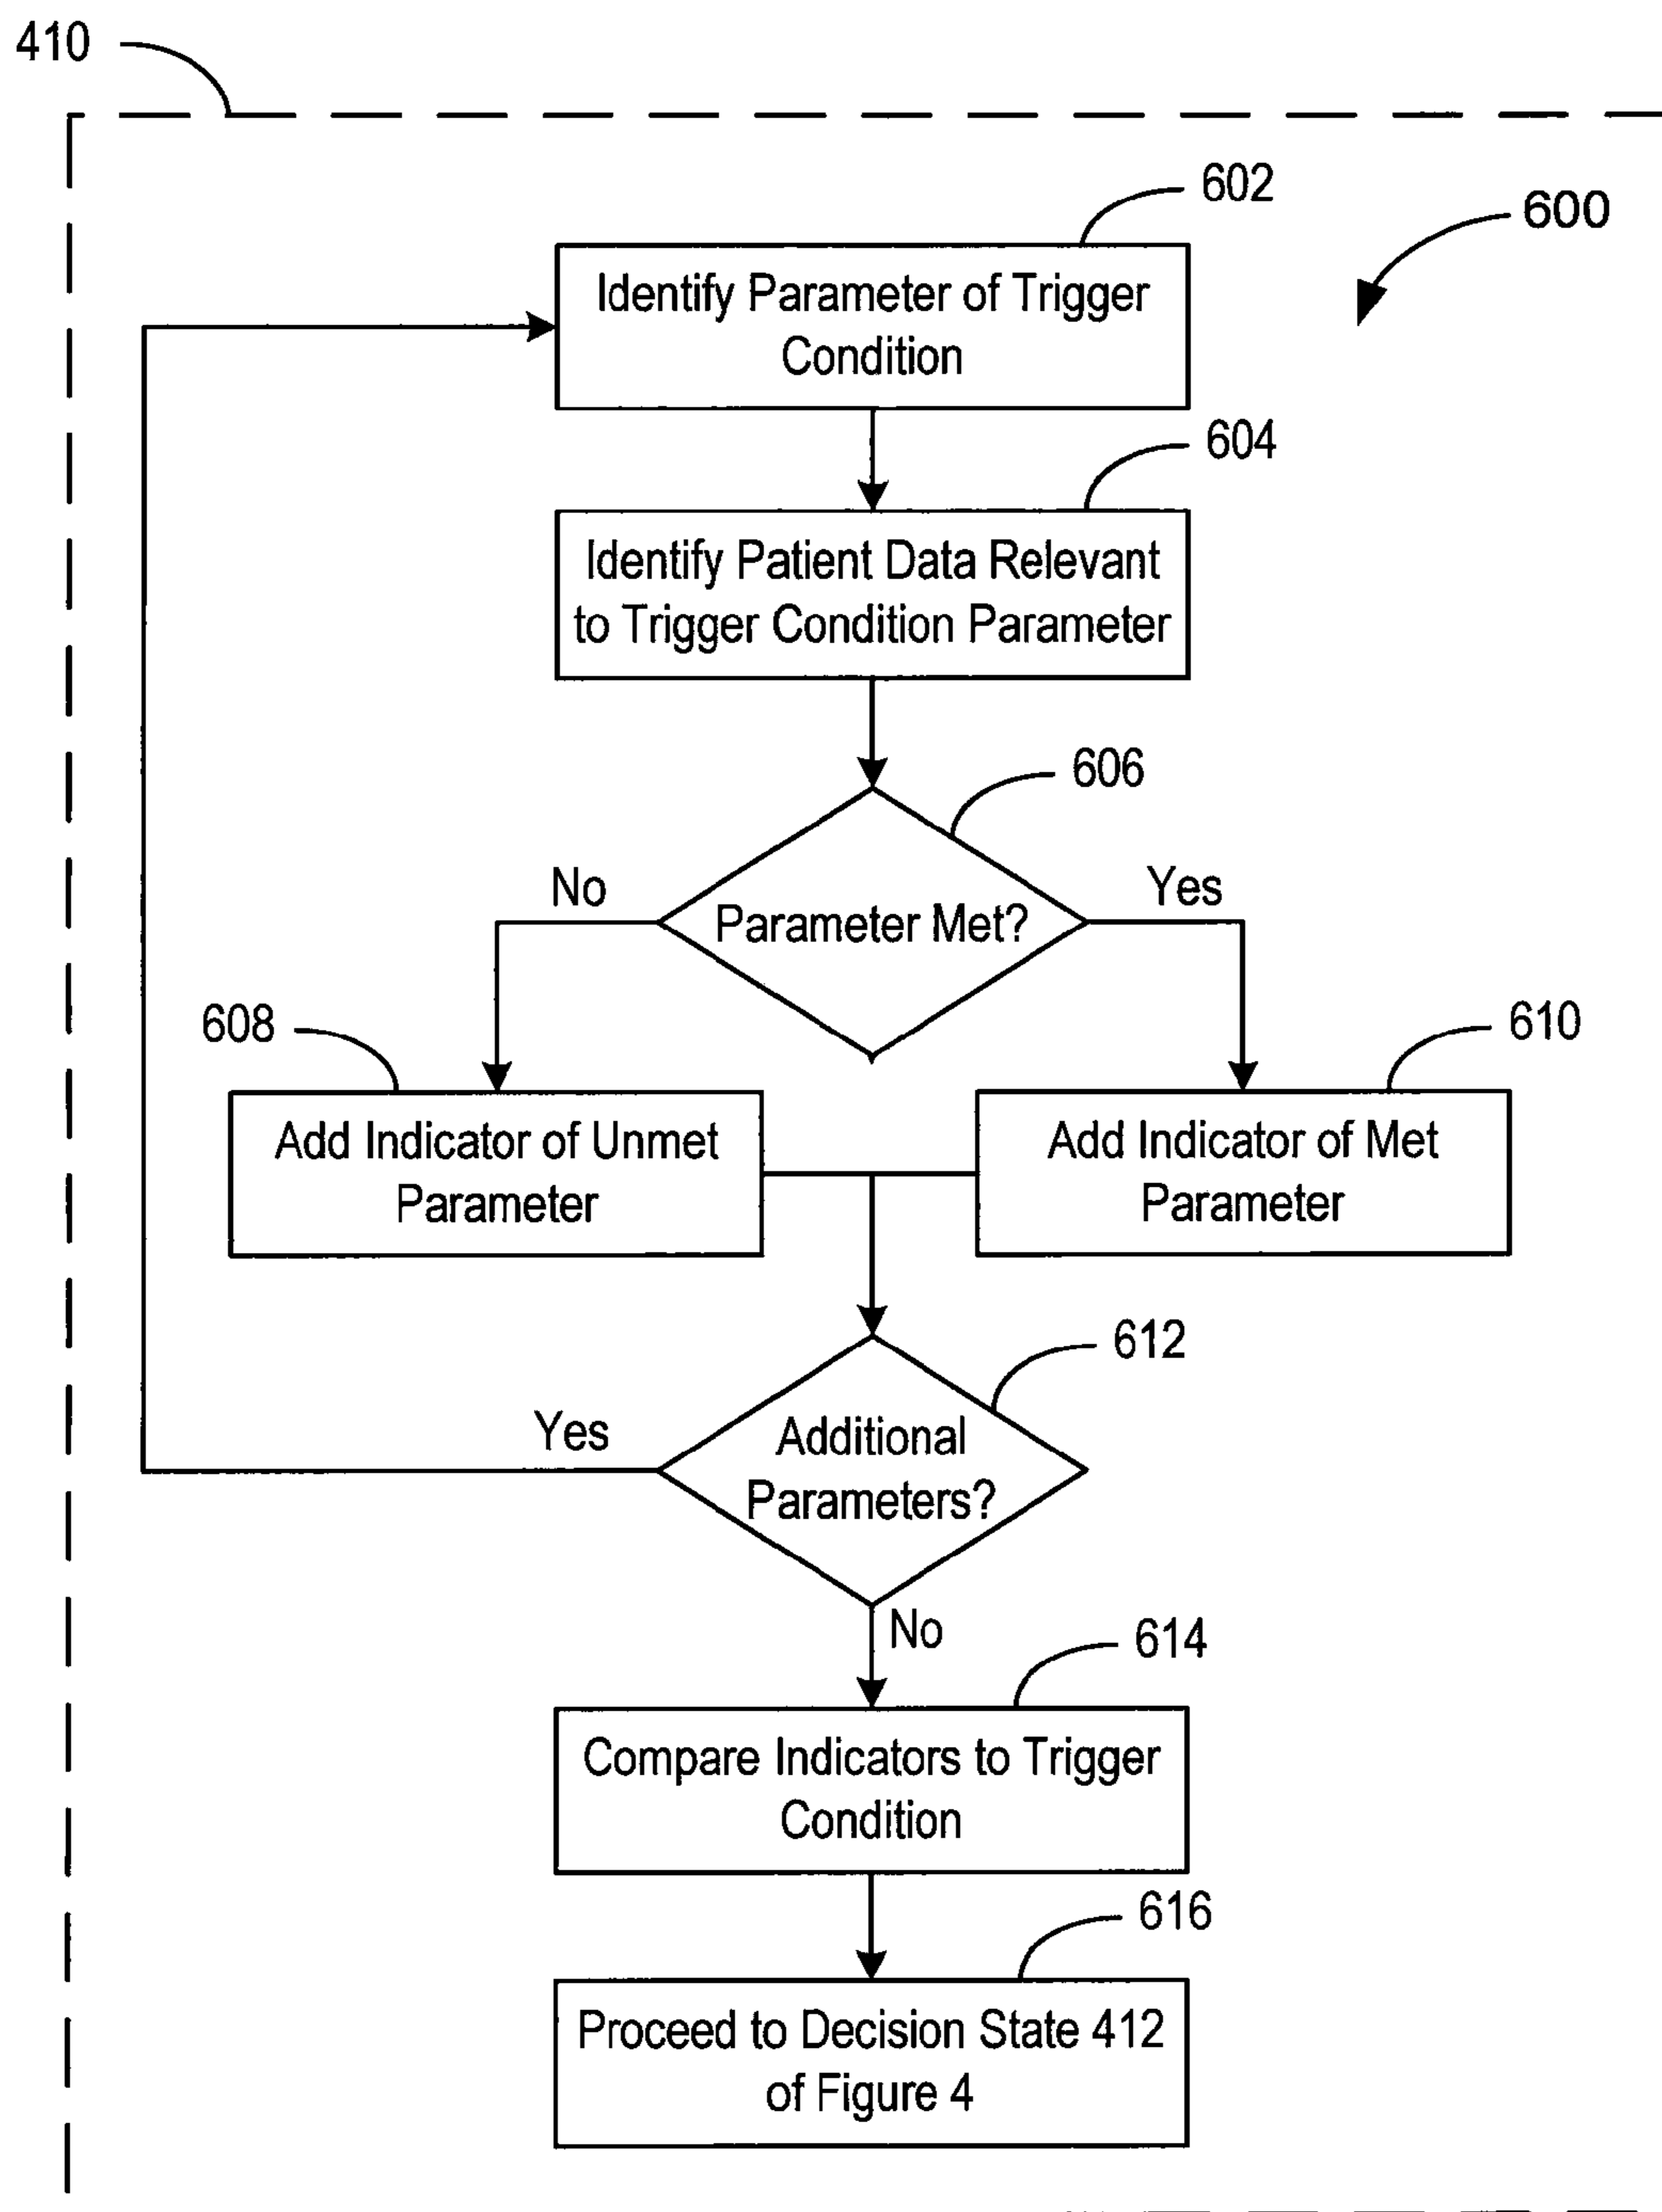 410
602
600
Identify Parameter of Trigger
Condition
604
Identify Patient Data Relevant
to Trigger Condition Parameter
606
No
Yes
Parameter Met?
608
610
Add Indicator of Unmet
Parameter
Add Indicator of Met
Parameter
612
Yes
Additional
Parameters?
No
614
Compare Indicators to Trigger
Condition
616
Proceed to Decision State 412
of Figure 4